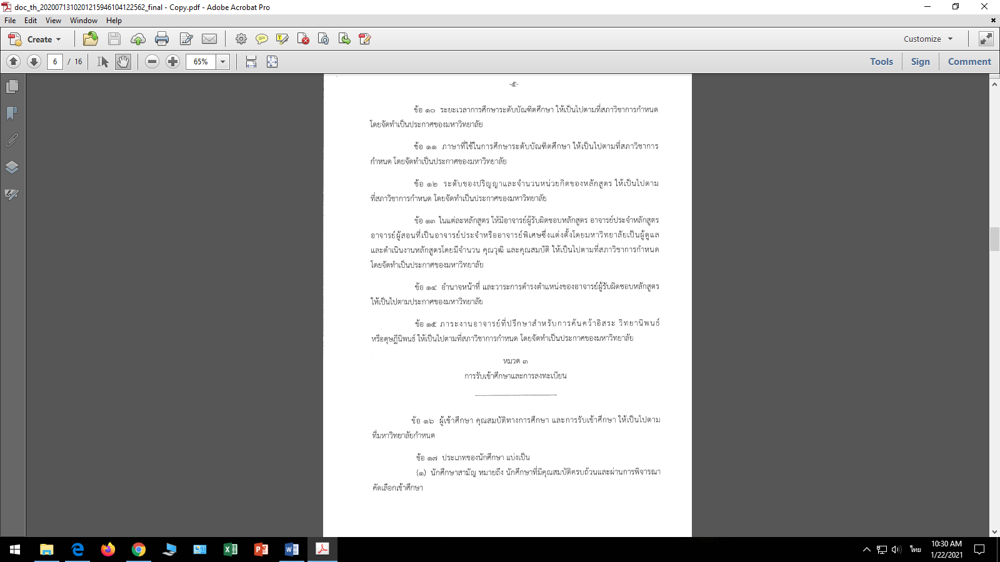 doc_th_2020071310201215946104122562_final - Copy.pdf - Adobe Acrobat Pro
File Edit View Window Help
Create
Customize
6 / 16
65%
Tools Sign Comment
-๕-
ข้อ ๑๐ ระยะเวลาการศึกษาระดับบัณฑิตศึกษา ให้เป็นไปตามที่สภาวิชาการกำหนด
โดยจัดทำเป็นประกาศของมหาวิทยาลัย
ข้อ ๑๑ ภาษาที่ใช้ในการศึกษาระดับบัณฑิตศึกษา ให้เป็นไปตามที่สภาวิชาการ
กำหนด โดยจัดทำเป็นประกาศของมหาวิทยาลัย
ข้อ ๑๒ ระดับของปริญญาและจำนวนหน่วยกิตของหลักสูตร ให้เป็นไปตาม
ที่สภาวิชาการกำหนด โดยจัดทำเป็นประกาศของมหาวิทยาลัย
ข้อ ๑๓ ในแต่ละหลักสูตร ให้มีอาจารย์ผู้รับผิดชอบหลักสูตร อาจารย์ประจำหลักสูตร
อาจารย์ผู้สอนที่เป็นอาจารย์ประจำหรืออาจารย์พิเศษซึ่งแต่งตั้งโดยมหาวิทยาลัยเป็นผู้ดูแล
และดำเนินงานหลักสูตรโดยมีจำนวน คุณวุฒิ และคุณสมบัติ ให้เป็นไปตามที่สภาวิชาการกำหนด
โดยจัดทำเป็นประกาศของมหาวิทยาลัย
ข้อ ๑๔ อำนาจหน้าที่ และวาระการดำรงตำแหน่งของอาจารย์ผู้รับผิดชอบหลักสูตร
ให้เป็นไปตามประกาศของมหาวิทยาลัย
ข้อ ๑๕ ภาระงานอาจารย์ที่ปรึกษาสำหรับการค้นคว้าอิสระ วิทยานิพนธ์
หรือดุษฎีนิพนธ์ ให้เป็นไปตามที่สภาวิชาการกำหนด โดยจัดทำเป็นประกาศของมหาวิทยาลัย
หมวด ๓
การรับเข้าศึกษาและการลงทะเบียน
ข้อ ๑๖ ผู้เข้าศึกษา คุณสมบัติทางการศึกษา และการรับเข้าศึกษา ให้เป็นไปตาม
ที่มหาวิทยาลัยกำหนด
ข้อ ๑๗ ประเภทของนักศึกษา แบ่งเป็น
(๑) นักศึกษาสามัญ หมายถึง นักศึกษาที่มีคุณสมบัติครบถ้วนและผ่านการพิจารณา
คัดเลือกเข้าศึกษา
ไทย
10:30 AM
1/22/2021